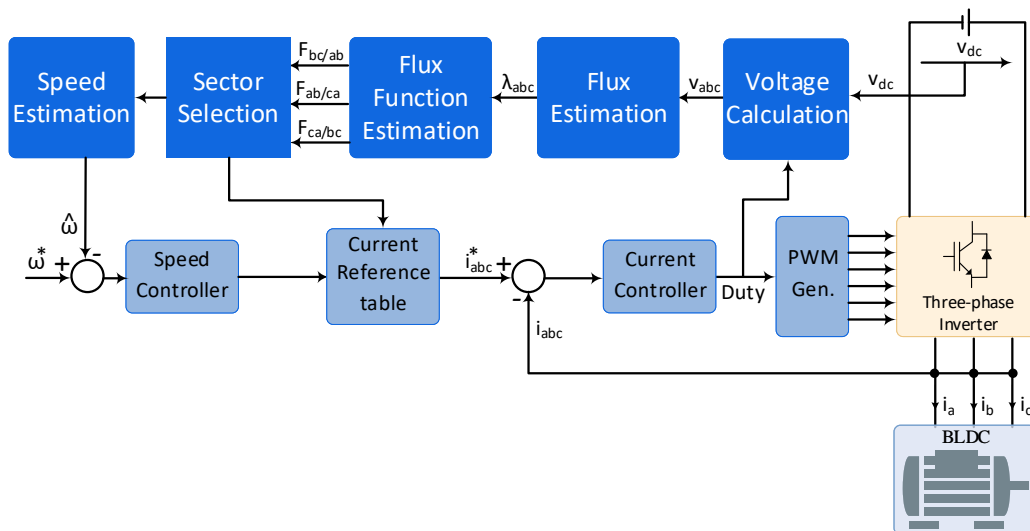 Speed
Estimation
Sector
Selection
F_bc/ab
F_ab/ca
F_ca/bc
Flux
Function
Estimation
λ_abc
Flux
Estimation
v_abc
Voltage
Calculation
v_dc
v_dc
ω̂
ω* +
-
Speed
Controller
Current
Reference
table
i*_abc +
-
i_abc
Current
Controller
Duty
PWM
Gen.
Three-phase
Inverter
i_a
i_b
i_c
BLDC